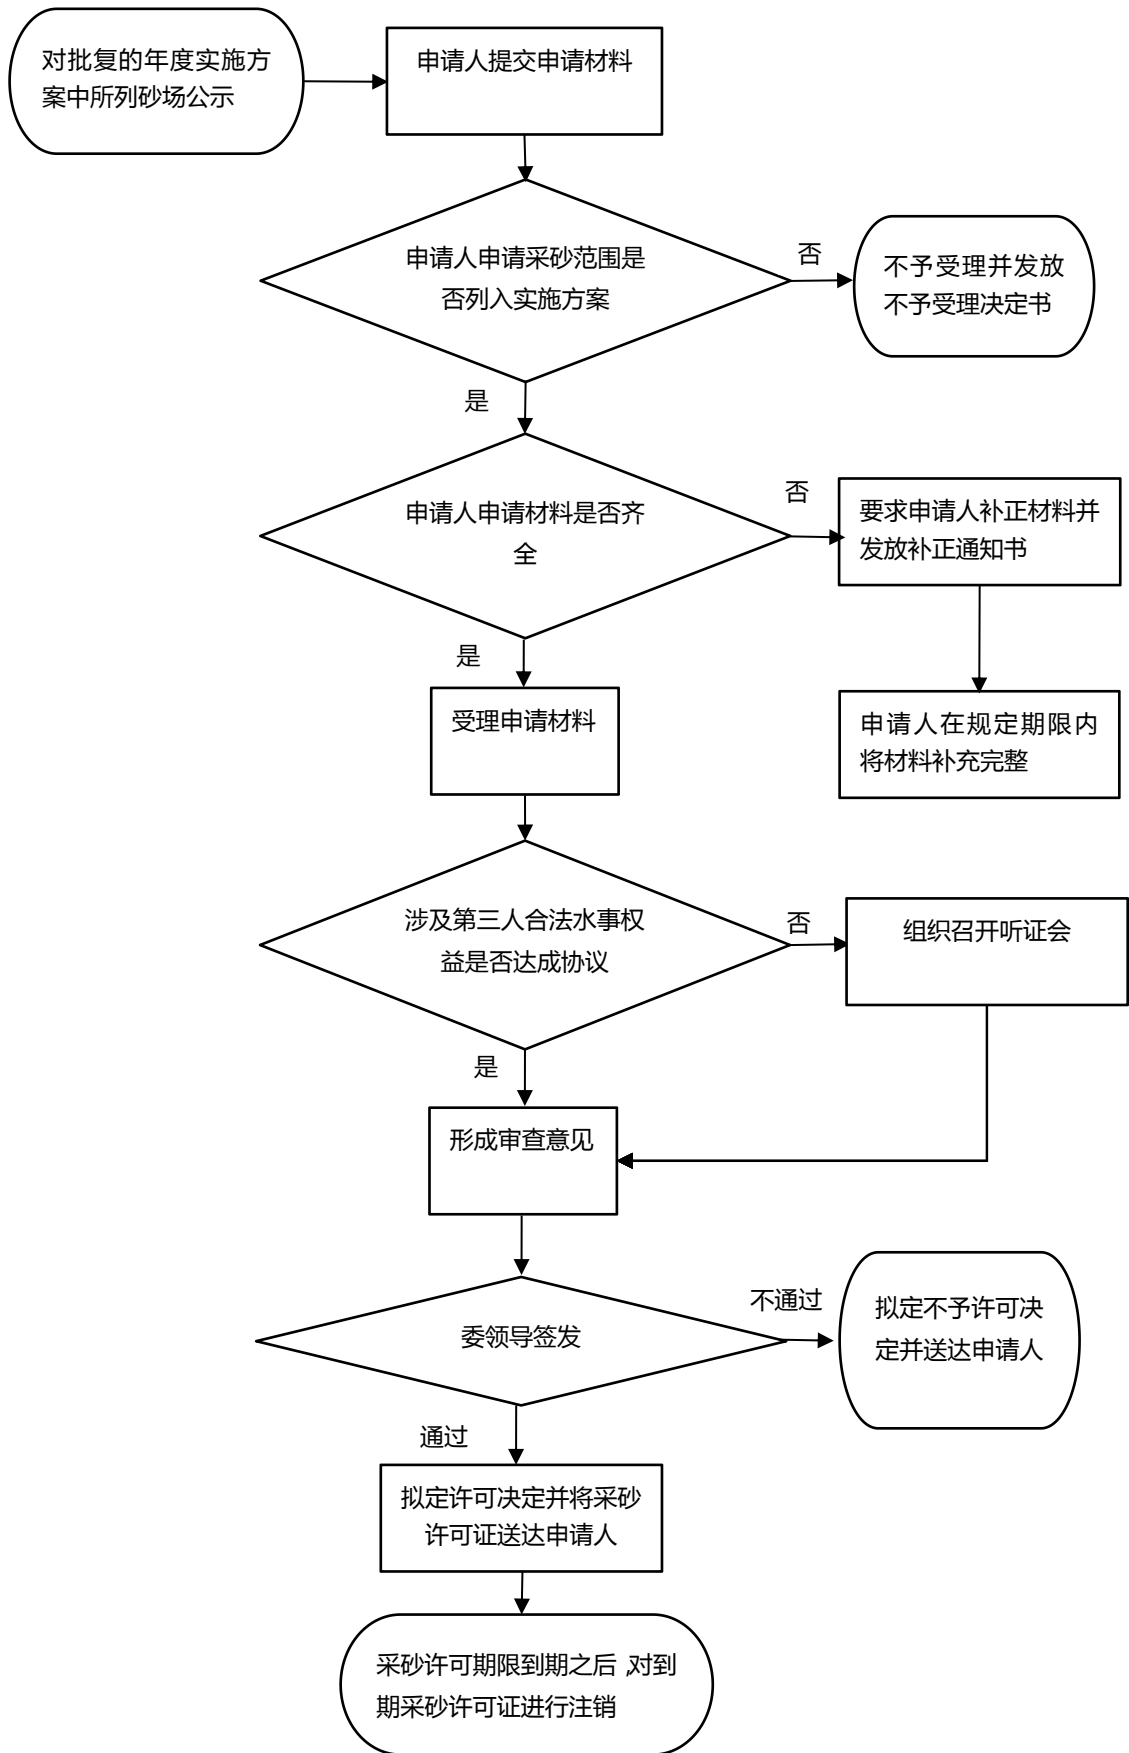 对批复的年度实施方
案中所列砂场公示
申请人提交申请材料
申请人申请采砂范围是
否列入实施方案
否
不予受理并发放
不予受理决定书
是
申请人申请材料是否齐
全
否
要求申请人补正材料并
发放补正通知书
是
受理申请材料
申请人在规定期限内
将材料补充完整
涉及第三人合法水事权
益是否达成协议
否
组织召开听证会
是
形成审查意见
委领导签发
不通过
拟定不予许可决
定并送达申请人
通过
拟定许可决定并将采砂
许可证送达申请人
采砂许可期限到期之后,对到
期采砂许可证进行注销